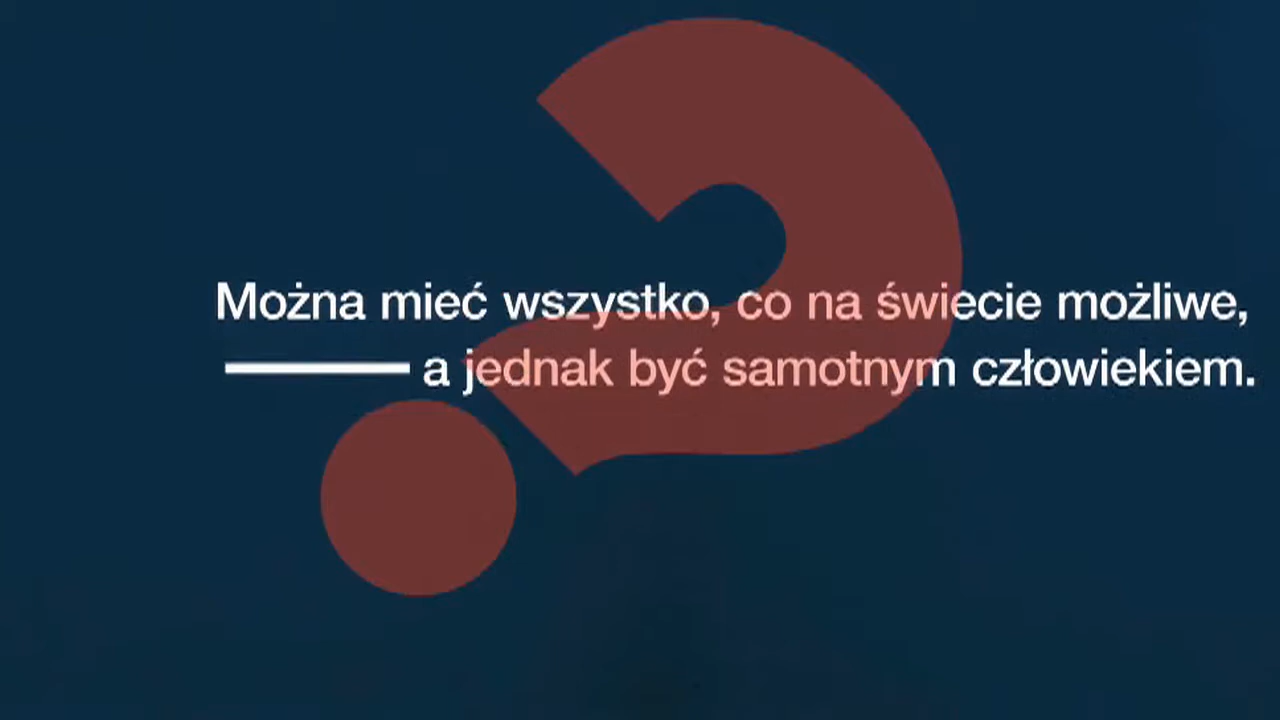 Można mieć wszystko, co na świecie możliwe,
a jednak być samotnym człowiekiem.